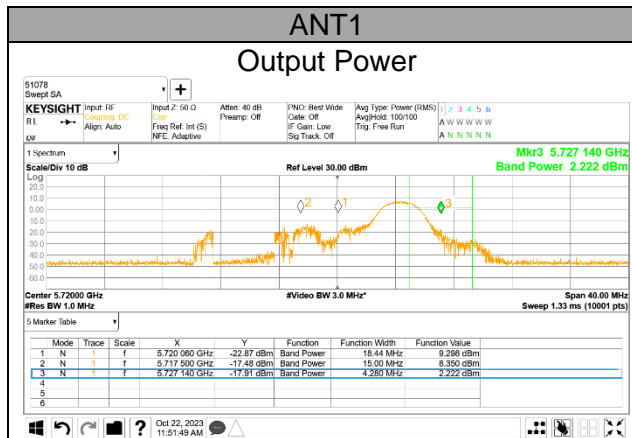 ANT1
Output Power
51078
Swept SA
+
KEYSIGHT Input: RF Input Z: 50 Ω Atten: 40 dB PNO: Best Wide Avg Type: Power (RMS) 1 2 3 4 5 6
RL Coupling: DC Corr Preamp: Off Gate: Off Avg|Hold: 100/100 A W W W W W
Align: Auto Freq Ref: Int (S) IF Gain: Low Trig: Free Run A N N N N N
NFE: Adaptive Sig Track: Off
1 Spectrum Mkr3 5.727 140 GHz
Scale/Div 10 dB Ref Level 30.00 dBm Band Power 2.222 dBm
Log
20.0
10.0
0.00
10.0
20.0
30.0
40.0
50.0
60.0
2
1
3
Center 5.72000 GHz #Video BW 3.0 MHz* Span 40.00 MHz
#Res BW 1.0 MHz Sweep 1.33 ms (10001 pts)
5 Marker Table
Mode Trace Scale X Y Function Function Width Function Value
1 N 1 f 5.720 060 GHz -22.87 dBm Band Power 18.44 MHz 9.298 dBm
2 N 1 f 5.717 500 GHz -17.48 dBm Band Power 15.00 MHz 8.350 dBm
3 N 1 f 5.727 140 GHz -17.91 dBm Band Power 4.280 MHz 2.222 dBm
4
5
6
? Oct 22, 2023
11:51:49 AM